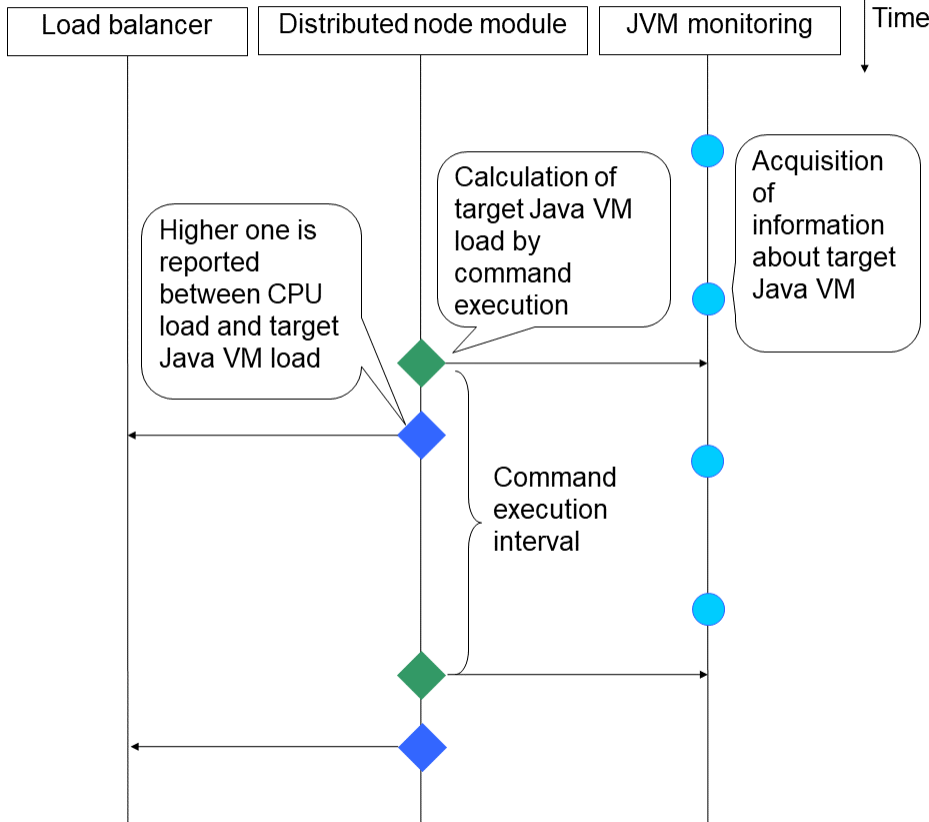 Load balancer
Distributed node module
JVM monitoring
Time
Acquisition
of
information
about target
Java VM
Calculation of
target Java VM
load by
command
execution
Higher one is
reported
between CPU
load and target
Java VM load
Command
execution
interval